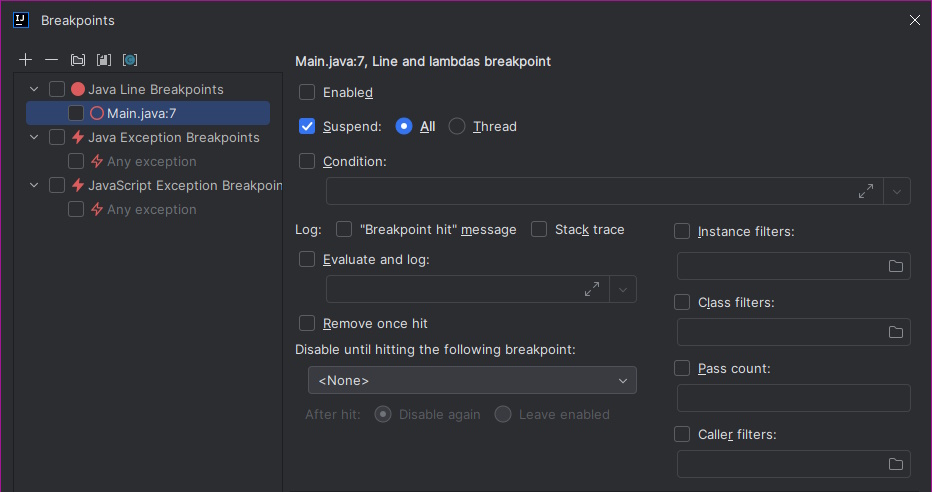 Breakpoints
Main.java:7, Line and lambdas breakpoint
Java Line Breakpoints
Main.java:7
Java Exception Breakpoints
Any exception
JavaScript Exception Breakpoin
Any exception
Enabled
Suspend: All Thread
Condition:
Log: "Breakpoint hit" message Stack trace
Evaluate and log:
Remove once hit
Disable until hitting the following breakpoint:
<None>
After hit: Disable again Leave enabled
Instance filters:
Class filters:
Pass count:
Caller filters: